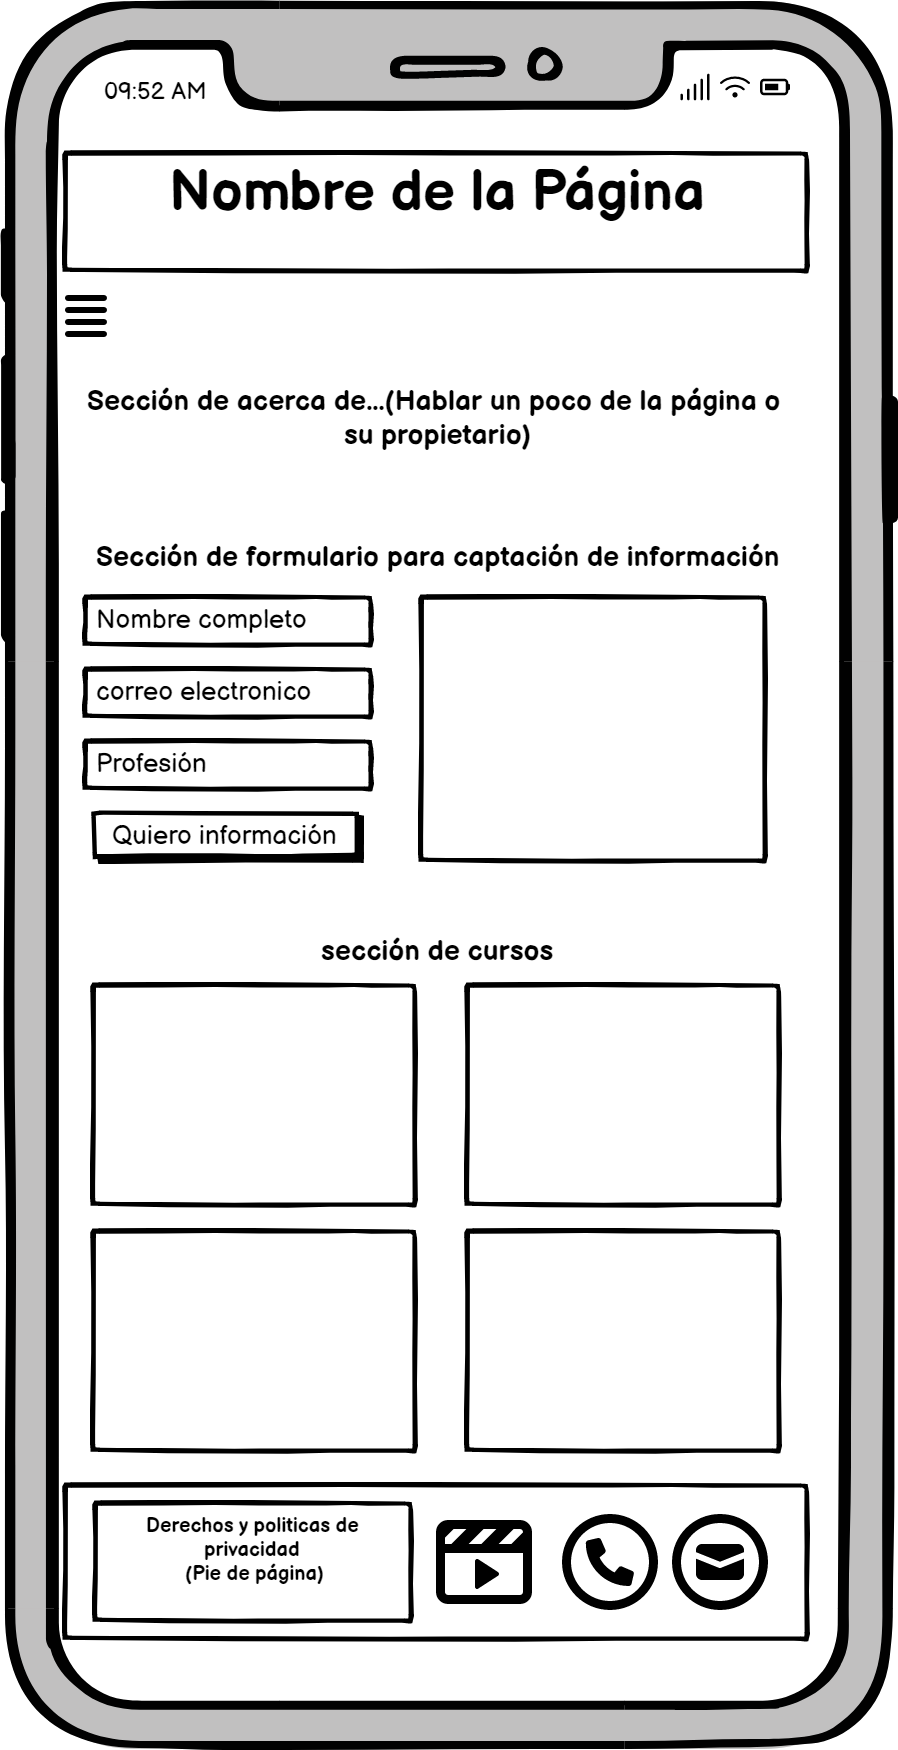 09:52 AM
Nombre de la Página
Sección de acerca de...(Hablar un poco de la página o
su propietario)
Sección de formulario para captación de información
Nombre completo
correo electronico
Profesión
Quiero información
sección de cursos
Derechos y politicas de
privacidad
(Pie de página)